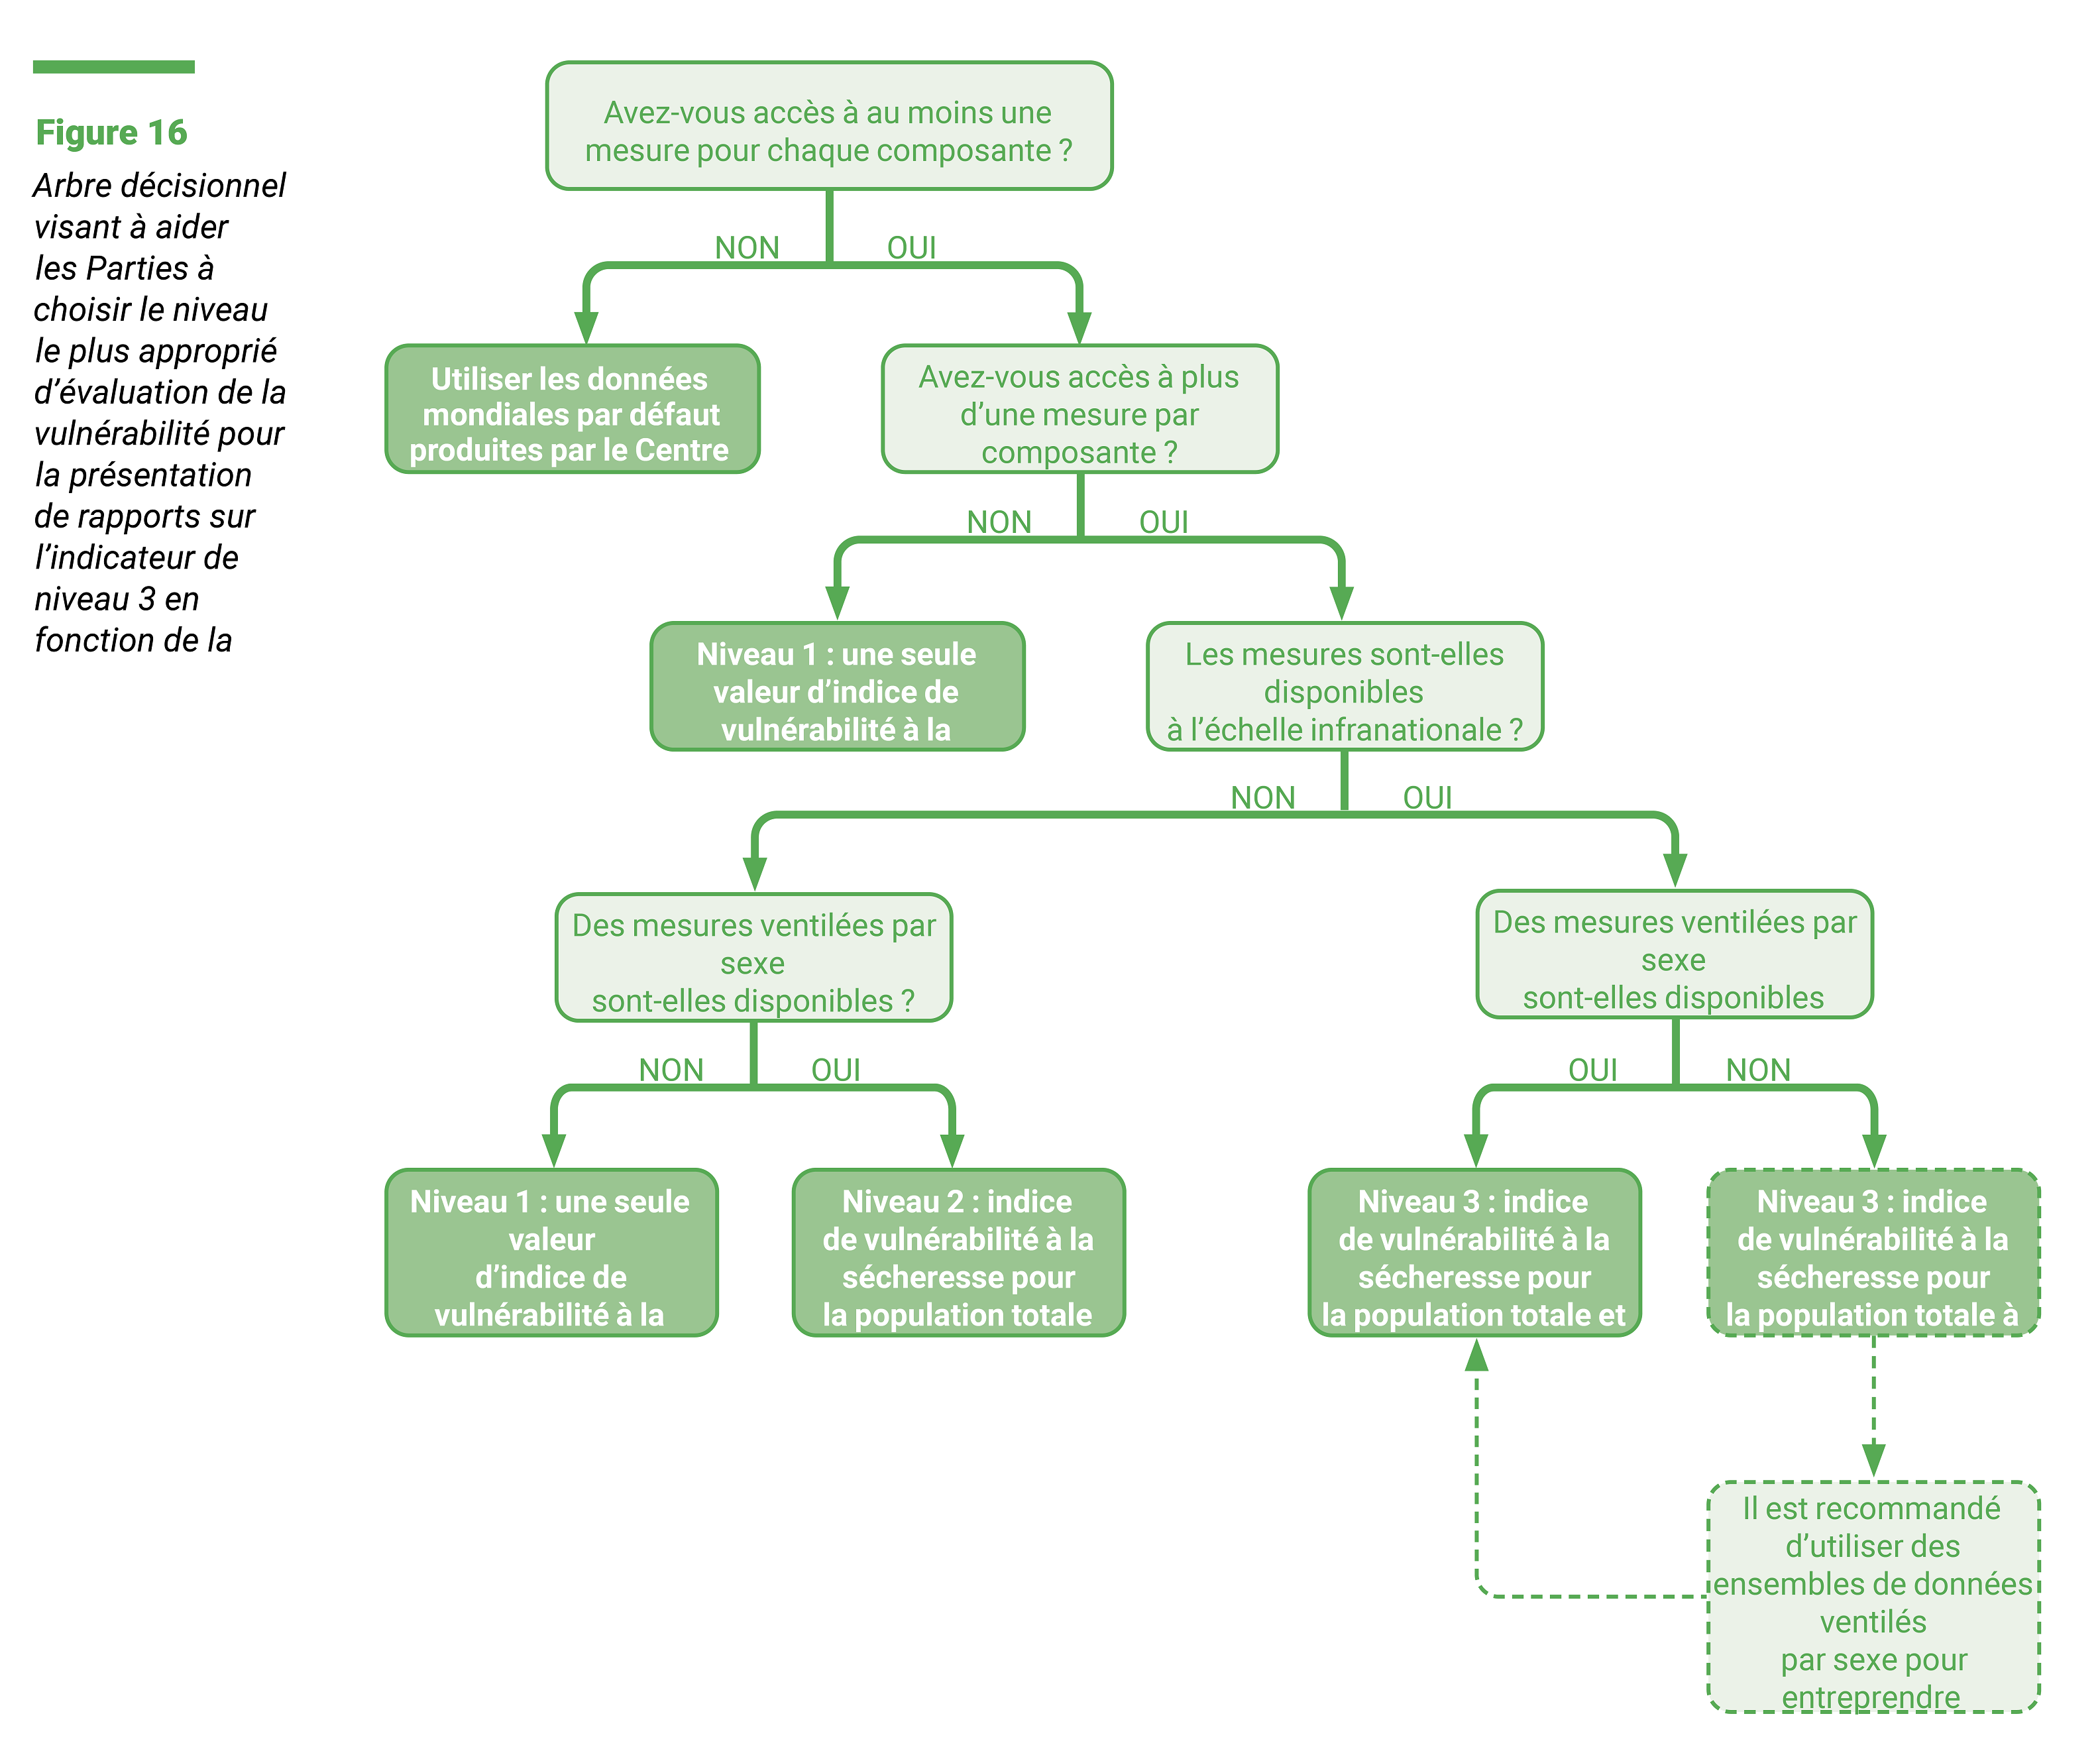 Figure 16
Arbre décisionnel
visant à aider
les Parties à
choisir le niveau
le plus approprié
d’évaluation de la
vulnérabilité pour
la présentation
de rapports sur
l’indicateur de
niveau 3 en
fonction de la
Avez-vous accès à au moins une
mesure pour chaque composante ?
NON
OUI
Utiliser les données
mondiales par défaut
produites par le Centre
Avez-vous accès à plus
d’une mesure par
composante ?
NON
OUI
Niveau 1 : une seule
valeur d’indice de
vulnérabilité à la
Les mesures sont-elles
disponibles
à l’échelle infranationale ?
NON
OUI
Des mesures ventilées par
sexe
sont-elles disponibles ?
Des mesures ventilées par
sexe
sont-elles disponibles
NON
OUI
OUI
NON
Niveau 1 : une seule
valeur
d’indice de
vulnérabilité à la
Niveau 2 : indice
de vulnérabilité à la
sécheresse pour
la population totale
Niveau 3 : indice
de vulnérabilité à la
sécheresse pour
la population totale et
Niveau 3 : indice
de vulnérabilité à la
sécheresse pour
la population totale à
Il est recommandé
d’utiliser des
ensembles de données
ventilés
par sexe pour
entreprendre